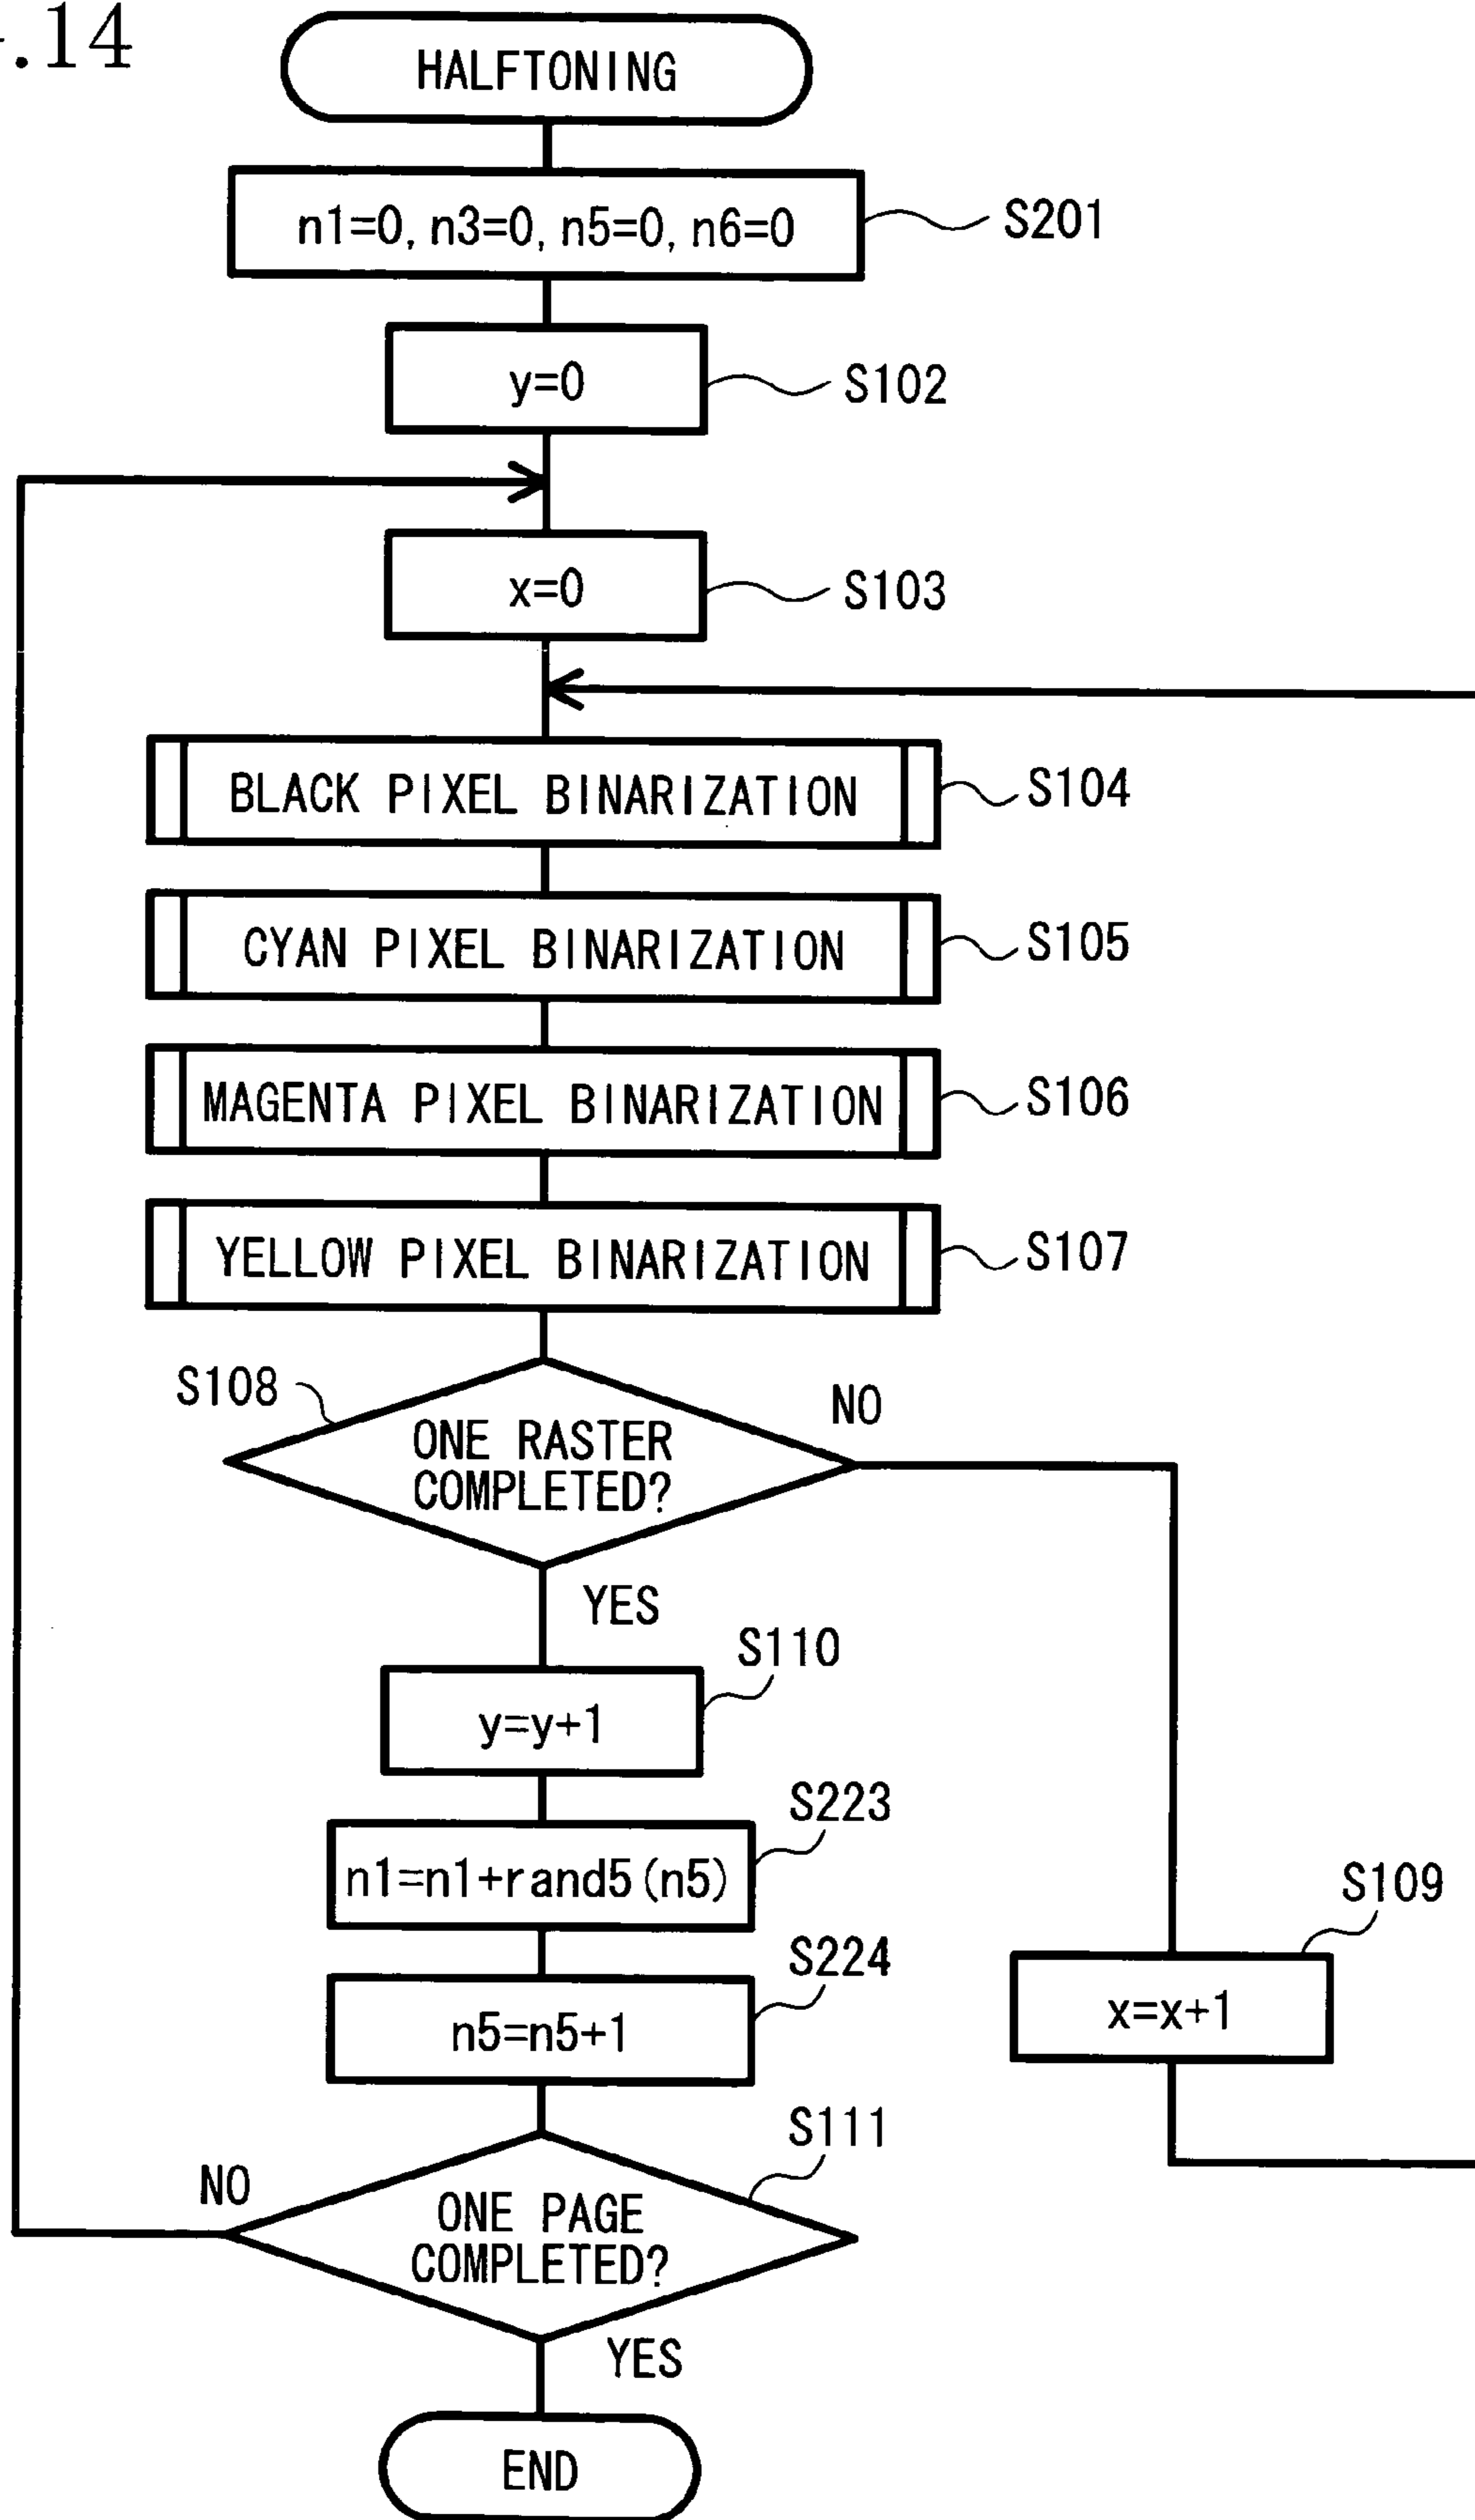 .14
HALFTONING
n1=0, n3=0, n5=0, n6=0
S201
y=0
S102
x=0
S103
BLACK PIXEL BINARIZATION
S104
CYAN PIXEL BINARIZATION
S105
MAGENTA PIXEL BINARIZATION
S106
YELLOW PIXEL BINARIZATION
S107
S108
ONE RASTER
COMPLETED?
NO
YES
S110
y=y+1
S223
n1=n1+rand5(n5)
S109
x=x+1
S224
n5=n5+1
S111
NO
ONE PAGE
COMPLETED?
YES
END